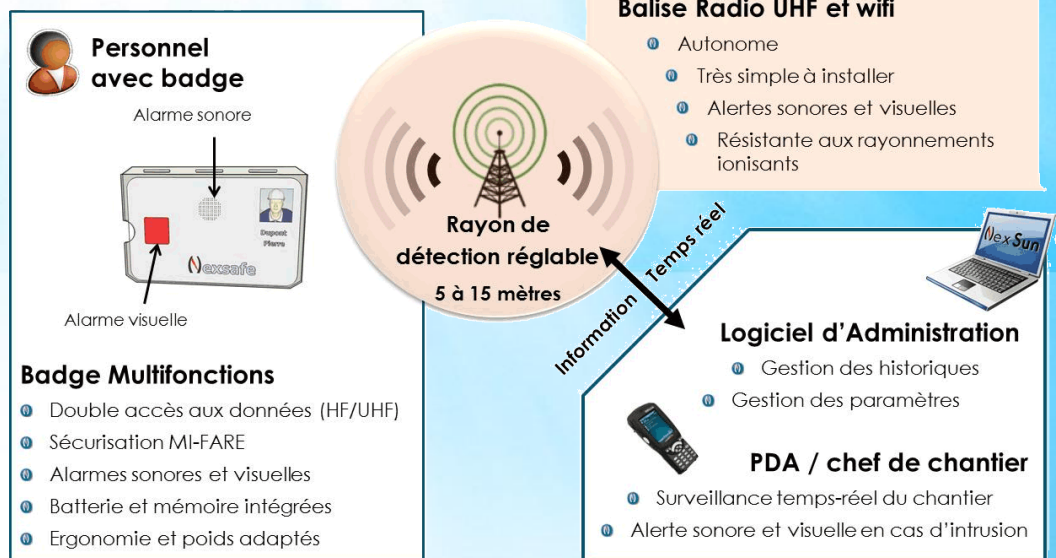 Personnel
avec badge
Alarme sonore
Dupont
Pierre
Nexsafe
Alarme visuelle
Badge Multifonctions
Double accès aux données (HF/UHF)
Sécurisation MI-FARE
Alarmes sonores et visuelles
Batterie et mémoire intégrées
Ergonomie et poids adaptés
Rayon de
détection réglable
5 à 15 mètres
Balise Radio UHF et wifi
Autonome
Très simple à installer
Alertes sonores et visuelles
Résistante aux rayonnements
ionisants
Information Temps réel
NexSun
Logiciel d'Administration
Gestion des historiques
Gestion des paramètres
PDA / chef de chantier
Surveillance temps-réel du chantier
Alerte sonore et visuelle en cas d'intrusion